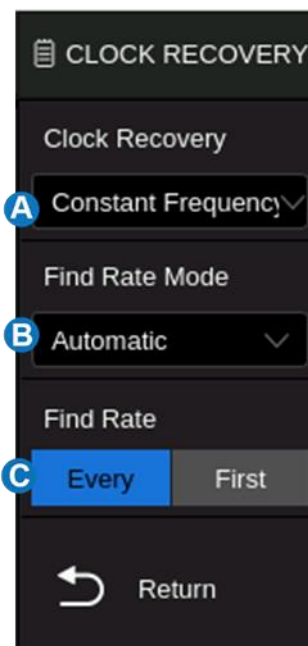 CLOCK RECOVERY
Clock Recovery
A Constant Frequency
Find Rate Mode
B Automatic
Find Rate
C Every First
Return